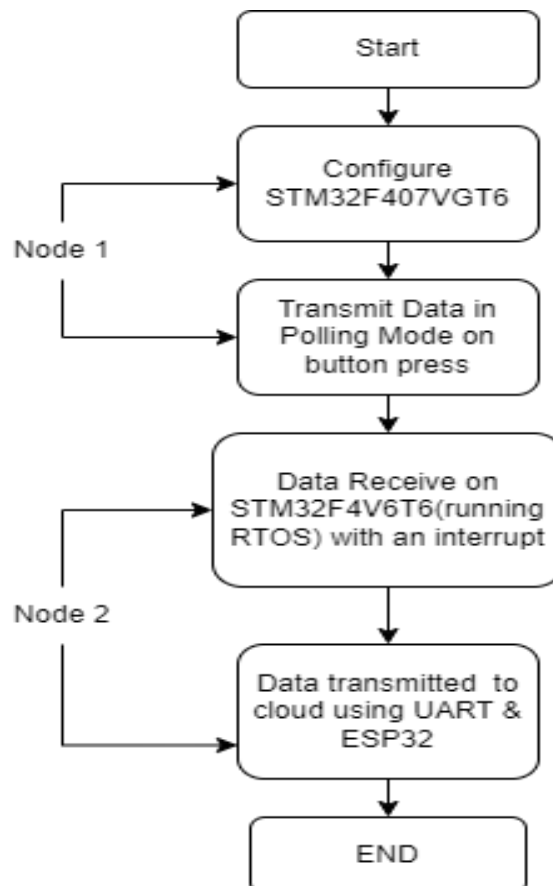 Start
Configure
STM32F407VGT6
Node 1
Transmit Data in
Polling Mode on
button press
Data Receive on
STM32F4V6T6(running
RTOS) with an interrupt
Node 2
Data transmitted to
cloud using UART &
ESP32
END